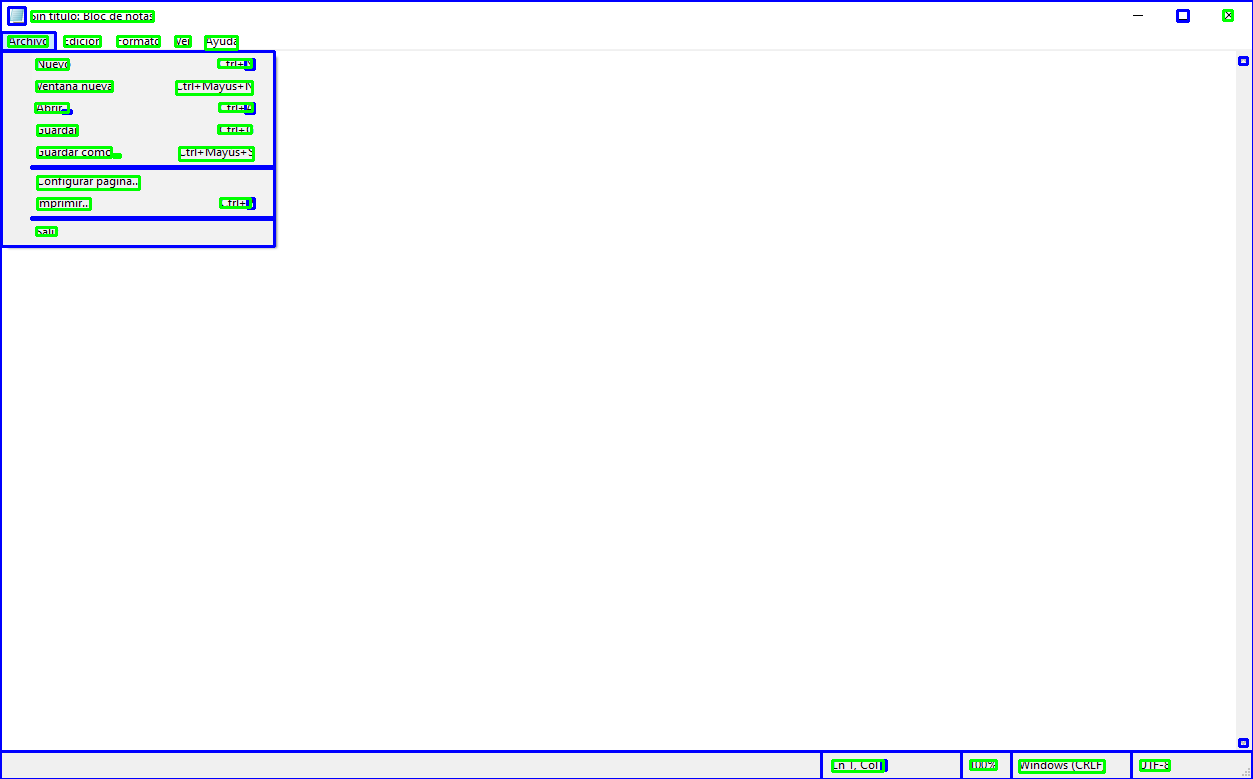 Sin título: Bloc de notas
Archivo Edición Formato Ver Ayuda
Nuevo Ctrl+N
Ventana nueva Ctrl+Mayús+N
Abrir... Ctrl+A
Guardar Ctrl+G
Guardar como... Ctrl+Mayús+S
Configurar página...
Imprimir... Ctrl+P
Salir
Ln 1, Col 1 100% Windows (CRLF) UTF-8